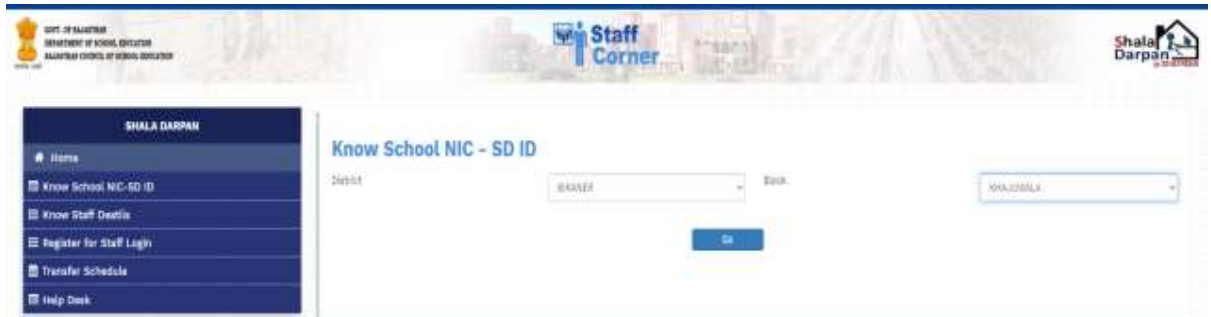 GOVT. OF RAJASTHAN
DEPARTMENT OF SCHOOL EDUCATION
RAJASTHAN COUNCIL OF SCHOOL EDUCATION
Staff
Corner
Shala
Darpan
SHALA DARPAN
Home
Know School NIC-SD ID
Know Staff Deatils
Register for Staff Login
Transfer Schedule
Help Desk
Know School NIC - SD ID
District
BIKANER
Block
KHAJUWALA
Go